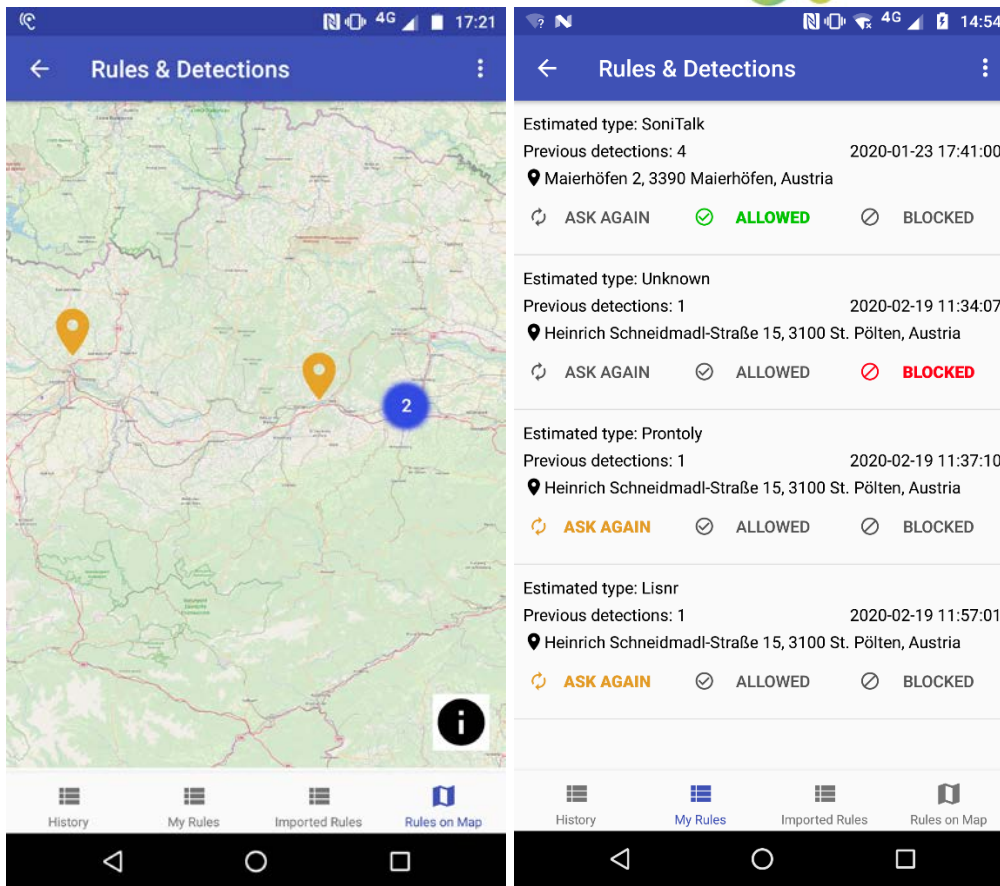 4G 17:21
Rules & Detections
2
i
History My Rules Imported Rules Rules on Map
? N 4G 14:54
Rules & Detections
Estimated type: SoniTalk
Previous detections: 4 2020-01-23 17:41:00
Maierhöfen 2, 3390 Maierhöfen, Austria
ASK AGAIN ALLOWED BLOCKED
Estimated type: Unknown
Previous detections: 1 2020-02-19 11:34:07
Heinrich Schneidmadl-Straße 15, 3100 St. Pölten, Austria
ASK AGAIN ALLOWED BLOCKED
Estimated type: Prontoly
Previous detections: 1 2020-02-19 11:37:10
Heinrich Schneidmadl-Straße 15, 3100 St. Pölten, Austria
ASK AGAIN ALLOWED BLOCKED
Estimated type: Lisnr
Previous detections: 1 2020-02-19 11:57:01
Heinrich Schneidmadl-Straße 15, 3100 St. Pölten, Austria
ASK AGAIN ALLOWED BLOCKED
History My Rules Imported Rules Rules on Map